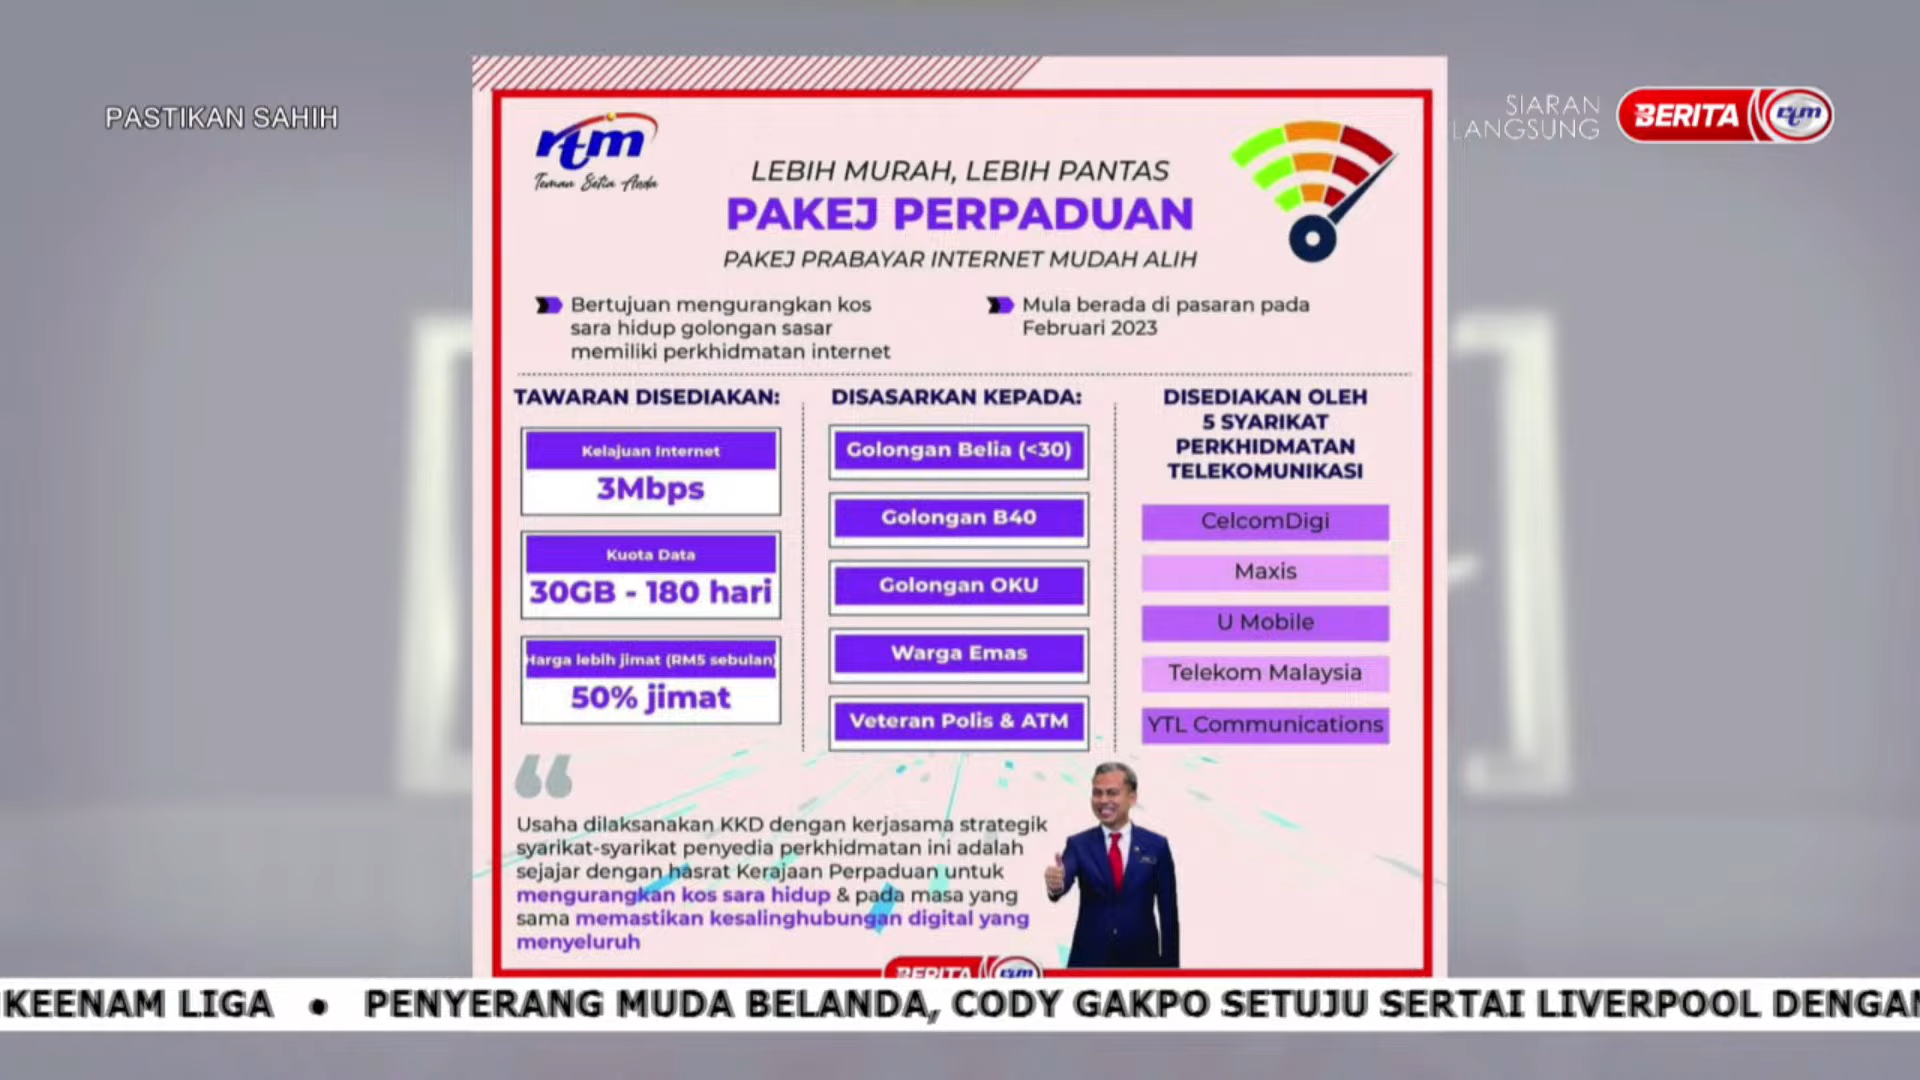 PASTIKAN SAHIH
SIARAN
LANGSUNG
BERITA rtm
rtm
Teman Setia Anda
LEBIH MURAH, LEBIH PANTAS
PAKEJ PERPADUAN
PAKEJ PRABAYAR INTERNET MUDAH ALIH
Bertujuan mengurangkan kos
sara hidup golongan sasar
memiliki perkhidmatan internet
Mula berada di pasaran pada
Februari 2023
TAWARAN DISEDIAKAN:
Kelajuan Internet
3Mbps
Kuota Data
30GB - 180 hari
Harga lebih jimat (RM5 sebulan)
50% jimat
DISASARKAN KEPADA:
Golongan Belia (<30)
Golongan B40
Golongan OKU
Warga Emas
Veteran Polis & ATM
DISEDIAKAN OLEH
5 SYARIKAT
PERKHIDMATAN
TELEKOMUNIKASI
CelcomDigi
Maxis
U Mobile
Telekom Malaysia
YTL Communications
Usaha dilaksanakan KKD dengan kerjasama strategik
syarikat-syarikat penyedia perkhidmatan ini adalah
sejajar dengan hasrat Kerajaan Perpaduan untuk
mengurangkan kos sara hidup & pada masa yang
sama memastikan kesalinghubungan digital yang
menyeluruh
BERITA rtm
KEENAM LIGA • PENYERANG MUDA BELANDA, CODY GAKPO SETUJU SERTAI LIVERPOOL DENGAN